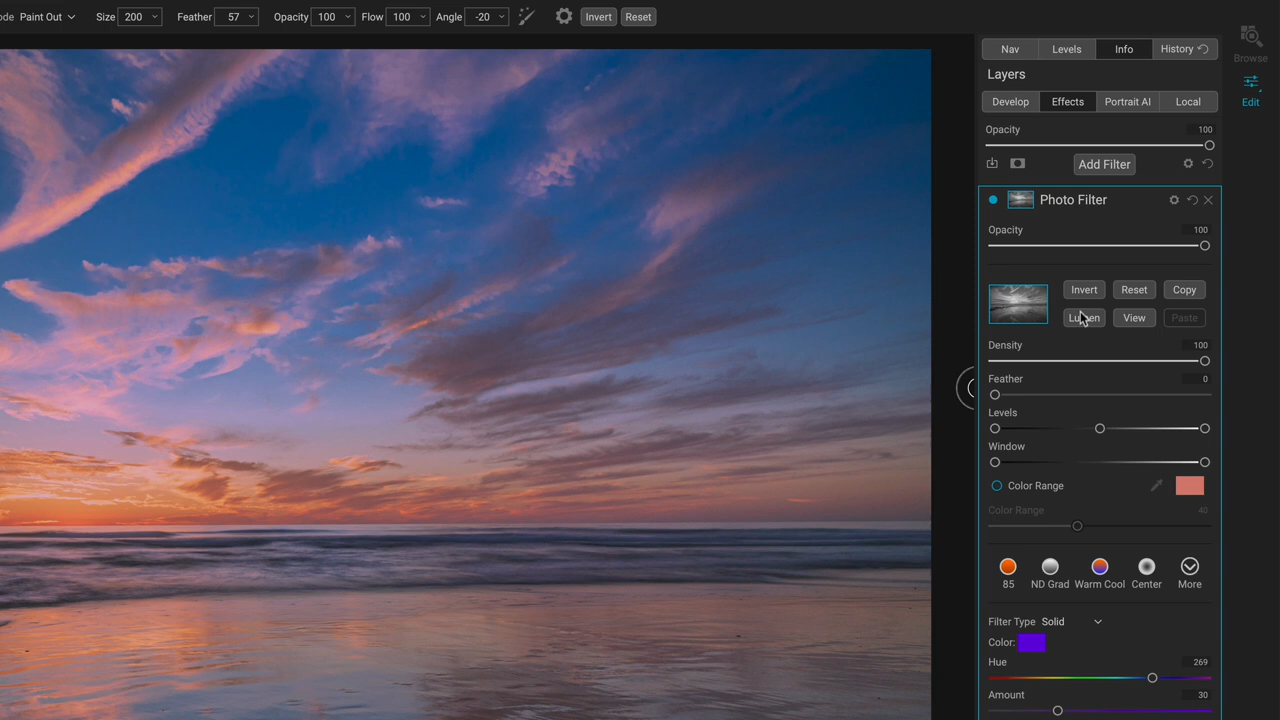 ode Paint Out Size 200 Feather 57 Opacity 100 Flow 100 Angle -20 Invert Reset
Nav Levels Info History
Browse
Layers
Edit
Develop Effects Portrait AI Local
Opacity 100
Add Filter
Photo Filter
Opacity 100
Invert Reset Copy
View Paste
Density 100
Feather 0
Levels
Window
Color Range
Color Range 40
85 ND Grad Warm Cool Center More
Filter Type Solid
Color:
Hue 269
Amount 30